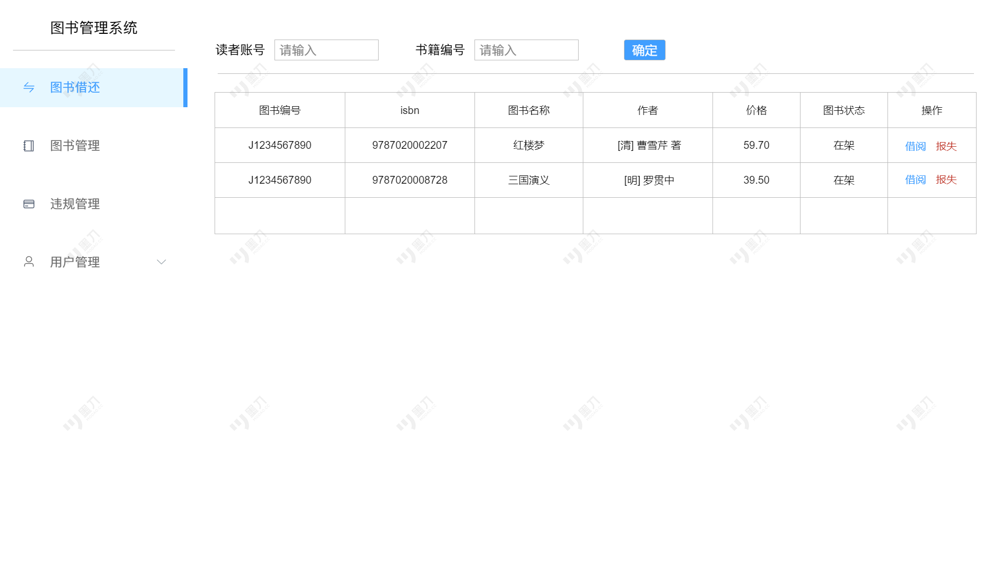 图书管理系统
读者账号 请输入 书籍编号 请输入 确定
图书借还
图书管理
违规管理
用户管理
图书编号 isbn 图书名称 作者 价格 图书状态 操作
J1234567890 9787020002207 红楼梦 [清] 曹雪芹 著 59.70 在架 借阅 报失
J1234567890 9787020008728 三国演义 [明] 罗贯中 39.50 在架 借阅 报失
墨刀